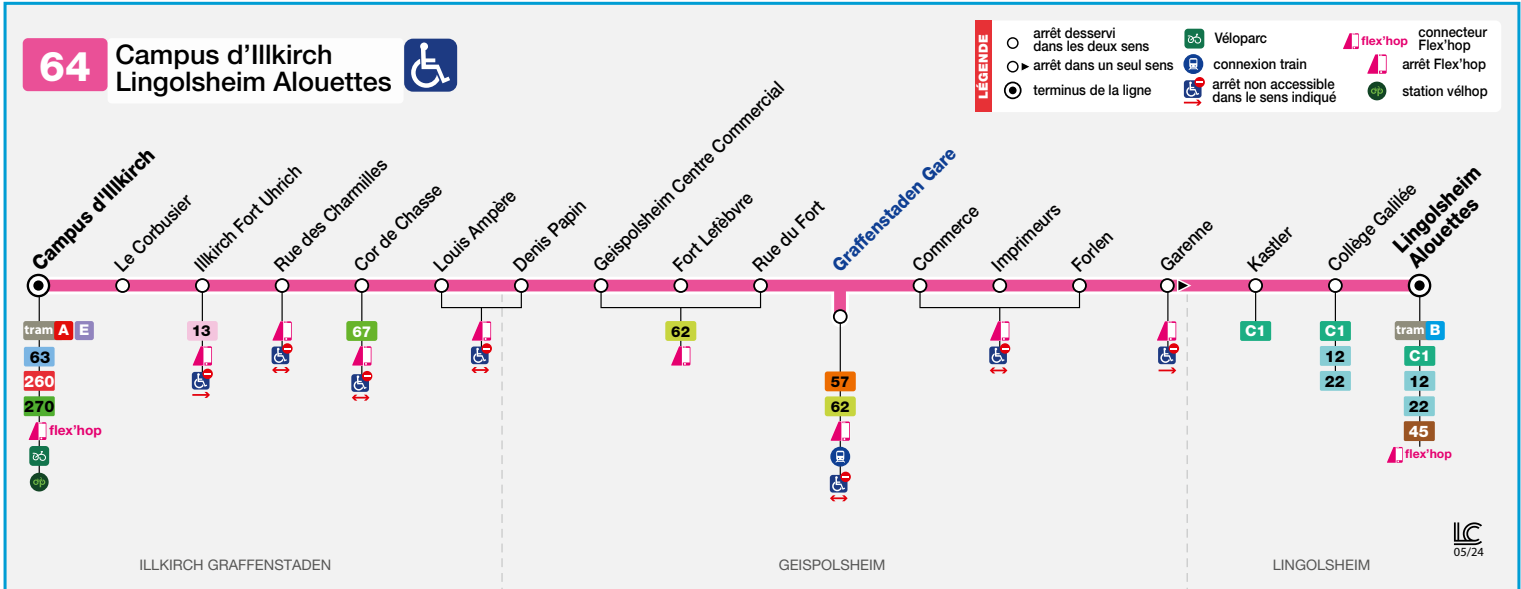 64
Campus d'Illkirch
Lingolsheim Alouettes
LÉGENDE
arrêt desservi
dans les deux sens
arrêt dans un seul sens
terminus de la ligne
Véloparc
connexion train
arrêt non accessible
dans le sens indiqué
flex'hop
connecteur
Flex'hop
arrêt Flex'hop
station vélhop
Campus d'Illkirch
Le Corbusier
Illkirch Fort Uhrich
Rue des Charmilles
Cor de Chasse
Louis Ampère
Denis Papin
Geispolsheim Centre Commercial
Fort Lefèbvre
Rue du Fort
Graffenstaden Gare
Commerce
Imprimeurs
Forlen
Garenne
Kastler
Collège Galilée
Lingolsheim
Alouettes
tram A E
63
260
270
flex'hop
13
67
62
57
62
C1
C1
12
22
tram B
C1
12
22
45
flex'hop
ILLKIRCH GRAFFENSTADEN
GEISPOLSHEIM
LINGOLSHEIM
LC
05/24